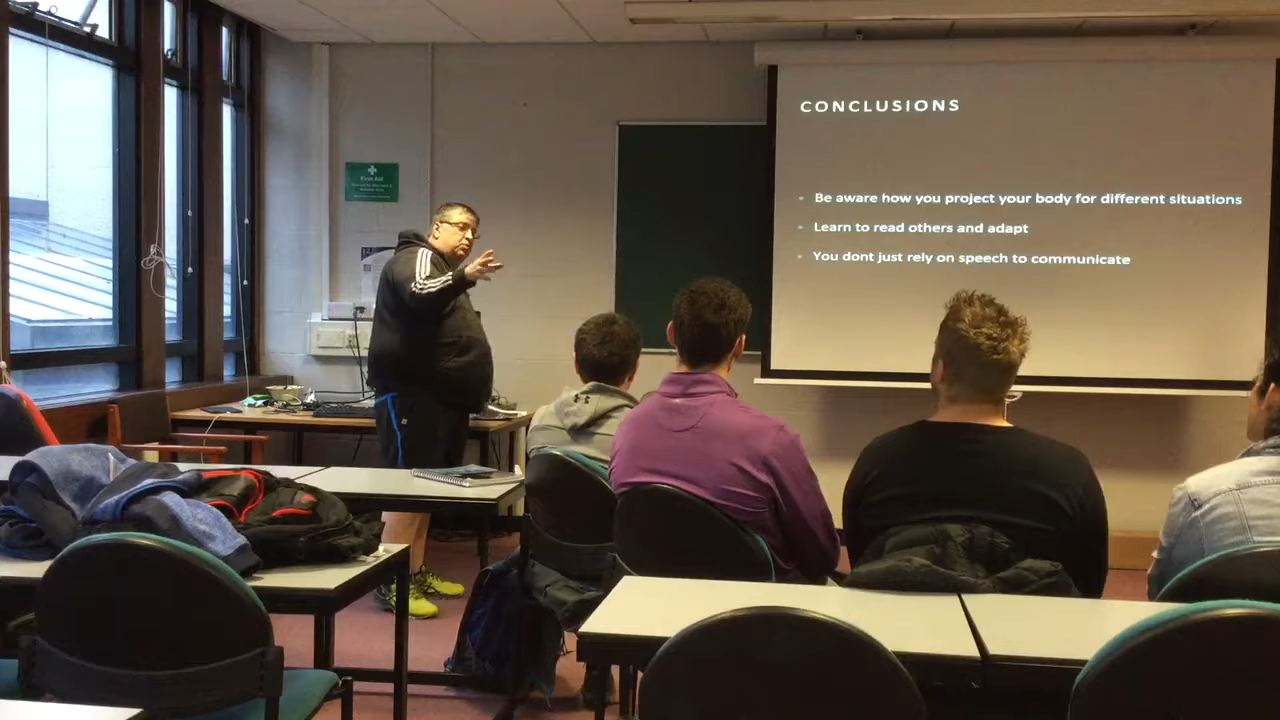 First Aid
CONCLUSIONS
Be aware how you project your body for different situations
Learn to read others and adapt
You dont just rely on speech to communicate